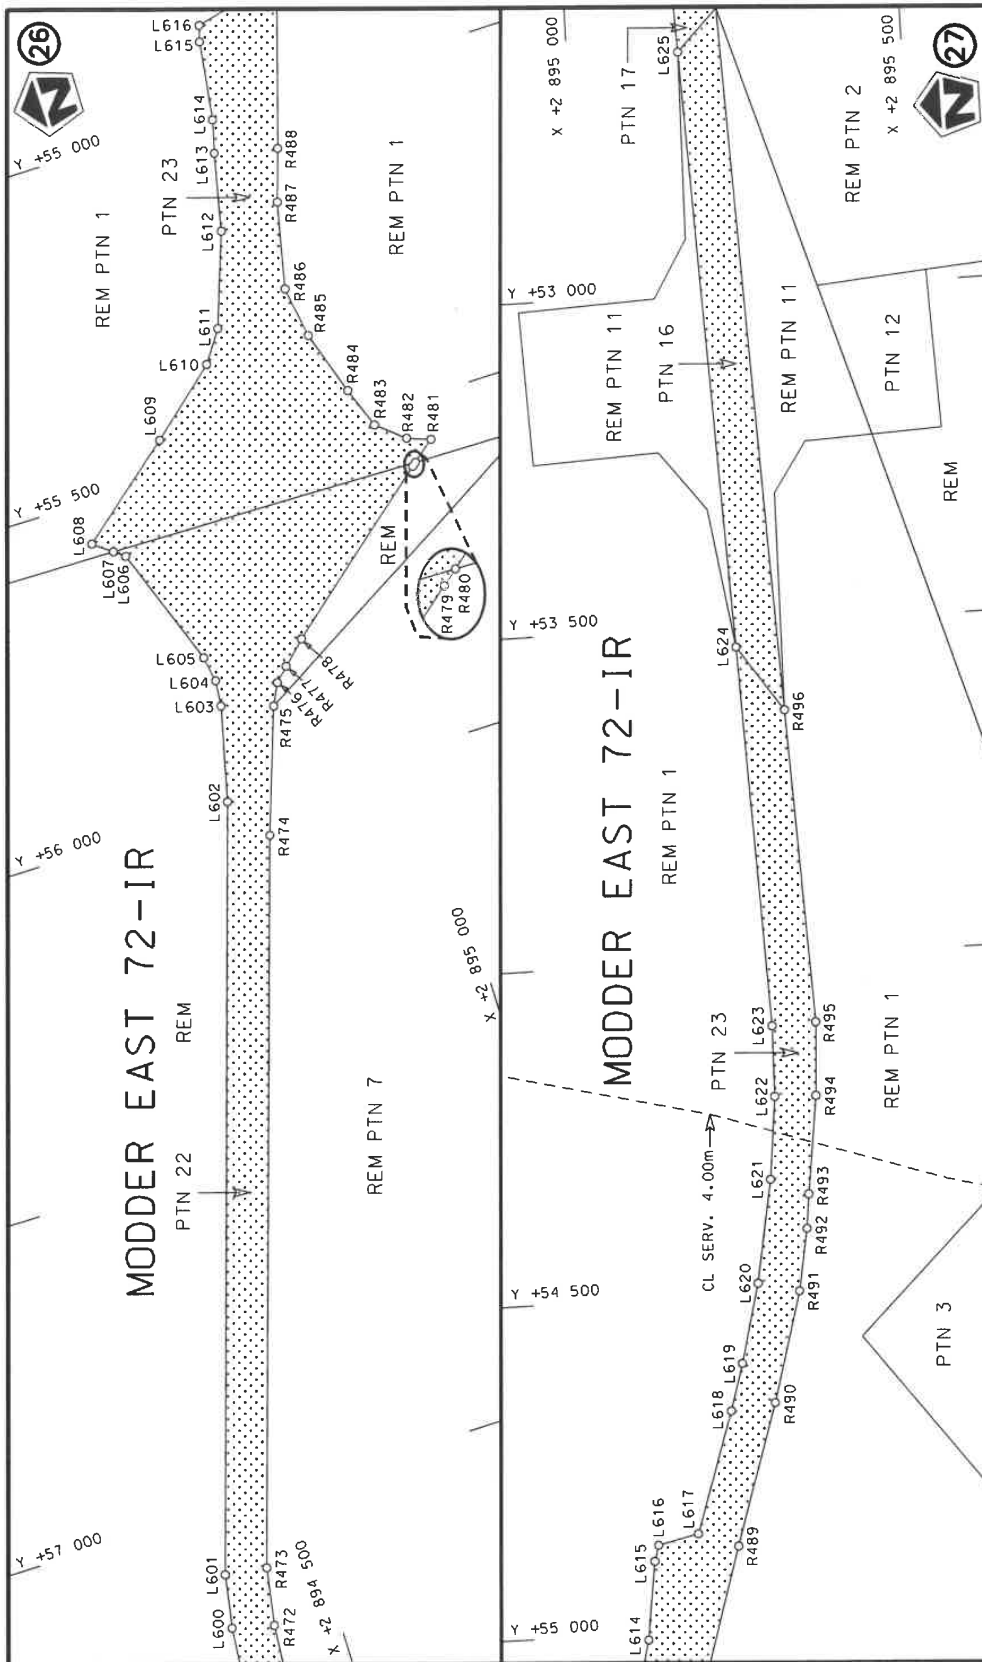 26
N
L616
L615
L614
L613
L612
L611
L610
L609
L608
L607
L606
L605
L604
L603
L602
L601
L600
Y +55 000
Y +55 500
Y +56 000
Y +57 000
REM PTN 1
PTN 23
REM PTN 1
R488
R487
R486
R485
R484
R483
R482
R481
R479
R480
REM
R478
R477
R476
R475
R474
R473
R472
MODDER EAST 72-IR
PTN 22
REM
REM PTN 7
X +2 895 000
X +2 894 500
27
N
X +2 895 000
X +2 895 500
PTN 17
L625
REM PTN 2
Y +53 000
REM PTN 11
PTN 16
REM PTN 11
PTN 12
REM
Y +53 500
L624
R496
MODDER EAST 72-IR
REM PTN 1
L623
L622
L621
L620
L619
L618
L617
L616
L615
L614
PTN 23
CL SERV. 4.00m
R495
R494
R493
R492
R491
R490
R489
REM PTN 1
PTN 3
Y +54 500
Y +55 000